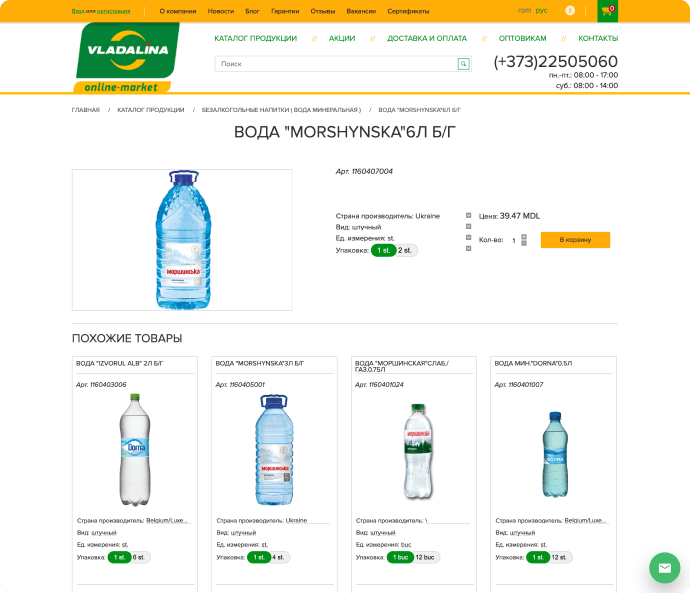 Вход или регистрация
О компании
Новости
Блог
Гарантии
Отзывы
Вакансии
Сертификаты
rom рус
0
VLADALINA
online-market
КАТАЛОГ ПРОДУКЦИИ // АКЦИИ // ДОСТАВКА И ОПЛАТА // ОПТОВИКАМ // КОНТАКТЫ
Поиск
(+373)22505060
пн.-пт.: 08:00 - 17:00
суб.: 08:00 - 14:00
ГЛАВНАЯ / КАТАЛОГ ПРОДУКЦИИ / БЕЗАЛКОГОЛЬНЫЕ НАПИТКИ ( ВОДА МИНЕРАЛЬНАЯ ) / ВОДА "MORSHYNSKA"6Л Б/Г
ВОДА "MORSHYNSKA"6Л Б/Г
моршинська
Арт. 1160407004
Страна производитель: Ukraine
Вид: штучный
Ед. измерения: st.
Упаковка: 1 st. 2 st.
Цена: 39.47 MDL
Кол-во: 1
В корзину
ПОХОЖИЕ ТОВАРЫ
ВОДА "IZVORUL ALB" 2Л Б/Г
Арт. 1160403006
Dorna
Страна производитель: Belgium/Luxe...
Вид: штучный
Ед. измерения: st.
Упаковка: 1 st. 6 st.
ВОДА "MORSHYNSKA"3Л Б/Г
Арт. 1160405001
моршинська
Страна производитель: Ukraine
Вид: штучный
Ед. измерения: st.
Упаковка: 1 st. 4 st.
ВОДА "МОРШИНСКАЯ"СЛАБ./
ГАЗ.0.75Л
Арт. 1160401024
моршинська
Страна производитель: \
Вид: штучный
Ед. измерения: buc
Упаковка: 1 buc 12 buc
ВОДА МИН."DORNA"0.5Л
Арт. 1160401007
DORNA
Страна производитель: Belgium/Luxe...
Вид: штучный
Ед. измерения: st.
Упаковка: 1 st. 12 st.